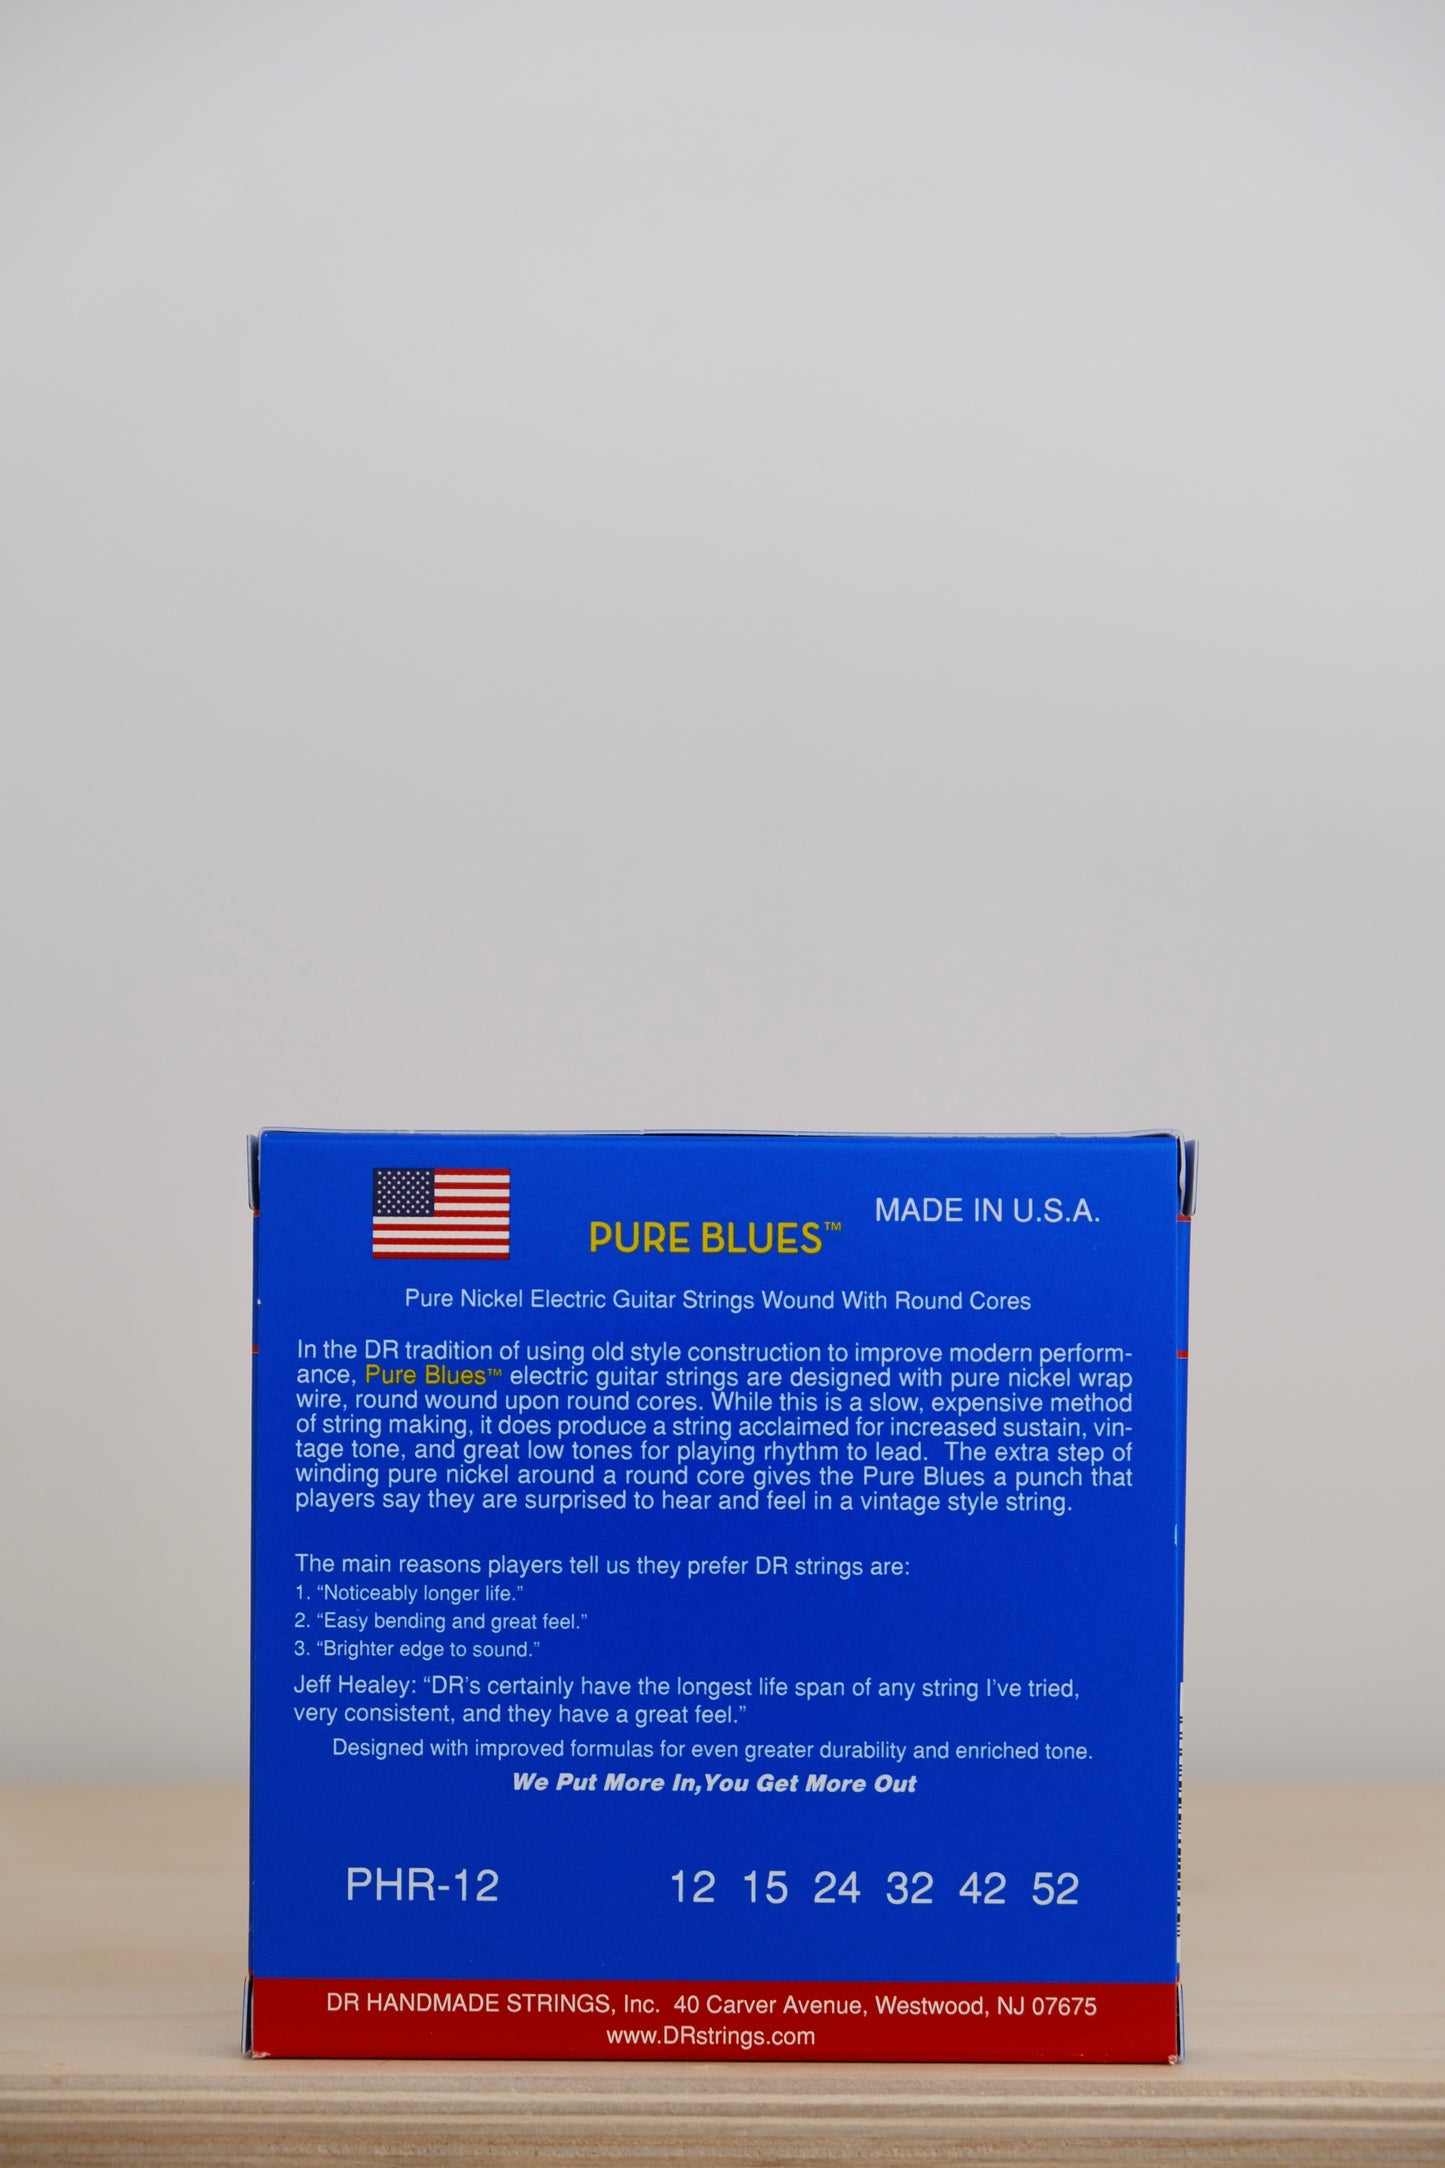 PURE BLUES™
MADE IN U.S.A.
Pure Nickel Electric Guitar Strings Wound With Round Cores
In the DR tradition of using old style construction to improve modern perform-
ance, Pure Blues™ electric guitar strings are designed with pure nickel wrap
wire, round wound upon round cores. While this is a slow, expensive method
of string making, it does produce a string acclaimed for increased sustain, vin-
tage tone, and great low tones for playing rhythm to lead.  The extra step of
winding pure nickel around a round core gives the Pure Blues a punch that
players say they are surprised to hear and feel in a vintage style string.
The main reasons players tell us they prefer DR strings are:
1. “Noticeably longer life.”
2. “Easy bending and great feel.”
3. “Brighter edge to sound.”
Jeff Healey: “DR’s certainly have the longest life span of any string I’ve tried,
very consistent, and they have a great feel.”
Designed with improved formulas for even greater durability and enriched tone.
We Put More In,You Get More Out
PHR-12 12 15 24 32 42 52
DR HANDMADE STRINGS, Inc.  40 Carver Avenue, Westwood, NJ 07675
www.DRstrings.com